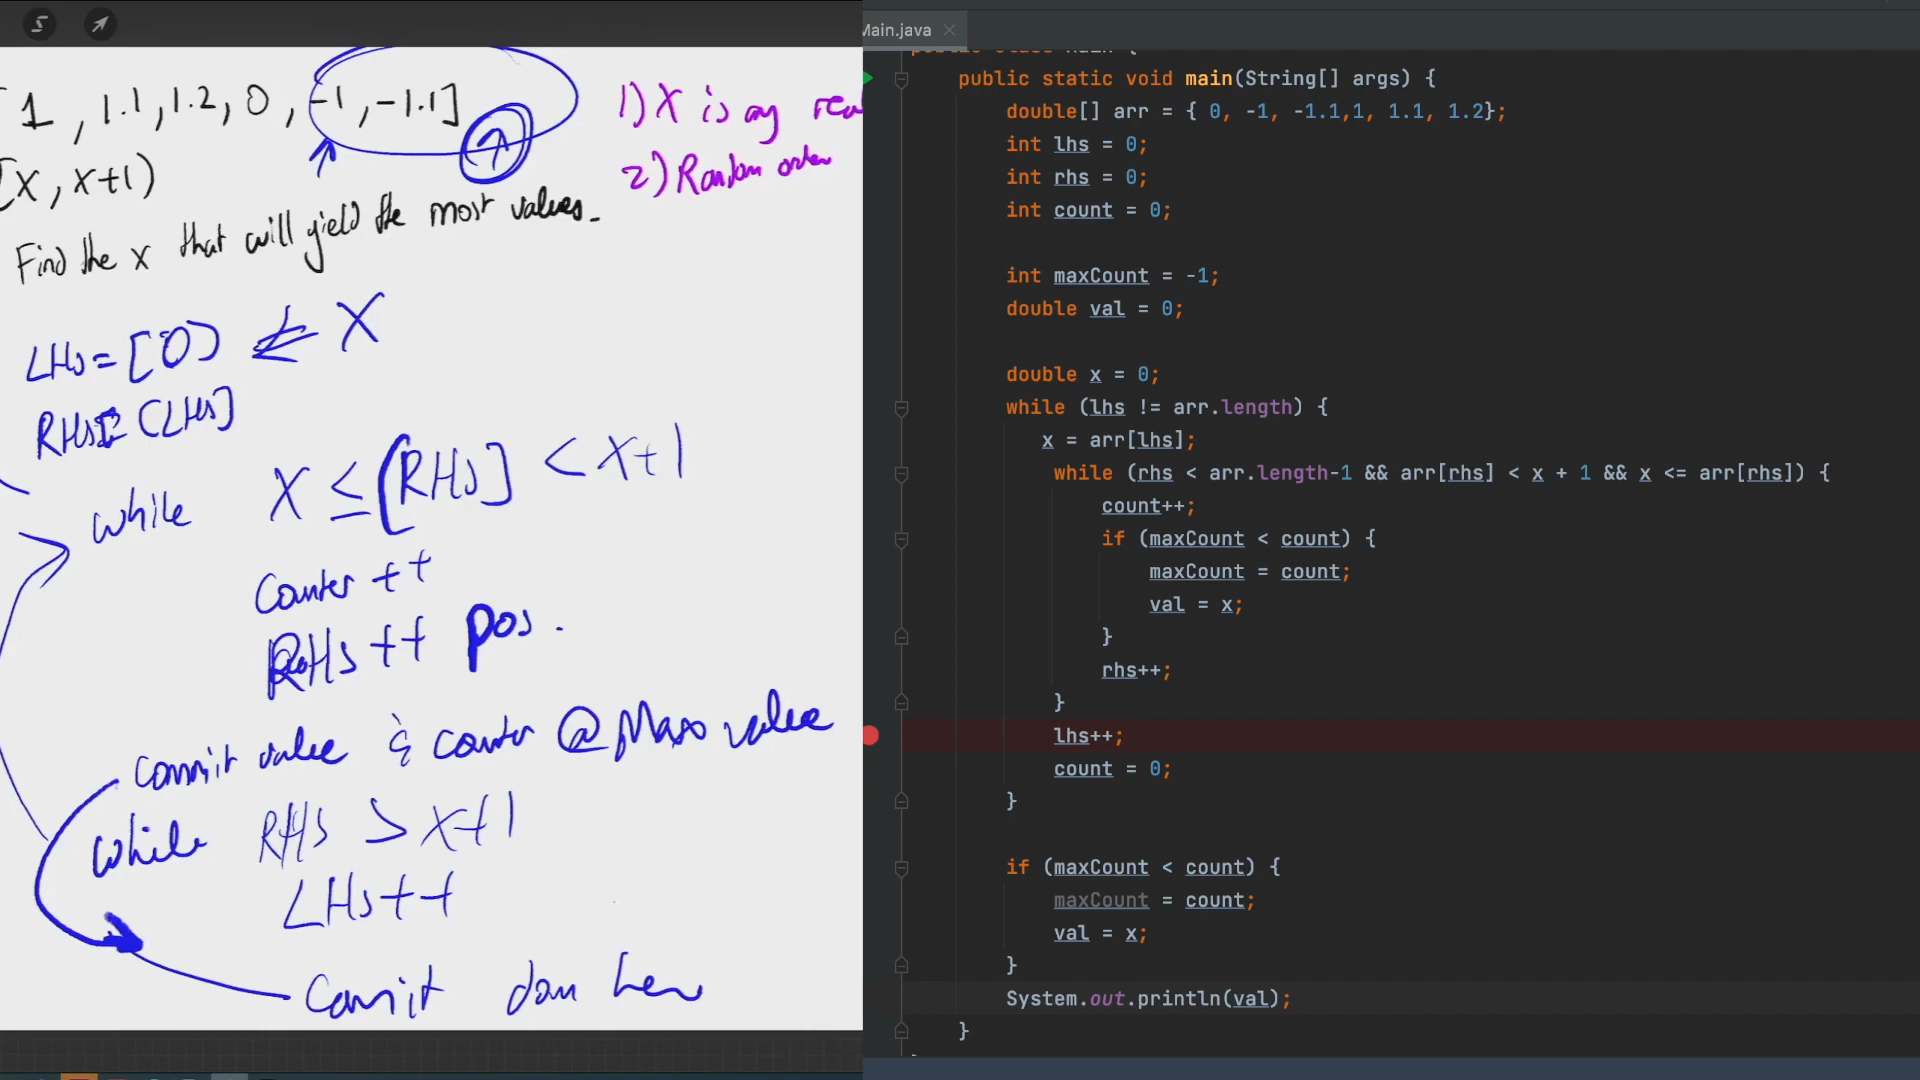 1, 1.1, 1.2, 0, -1, -1.1]
1) X is any
[X, X+1)
2) Random order
Find the x that will yield the most values.
LHS = [0] ← X
RHS = [LHS]
while X ≤ [RHS] < X+1
Counter ++
RHS ++ pos.
commit value & counter @ Max value
while RHS > X+1
LHS++
Commit down here
Main.java
public static void main(String[] args) {
double[] arr = { 0, -1, -1.1,1, 1.1, 1.2};
int lhs = 0;
int rhs = 0;
int count = 0;
int maxCount = -1;
double val = 0;
double x = 0;
while (lhs != arr.length) {
x = arr[lhs];
while (rhs < arr.length-1 && arr[rhs] < x + 1 && x <= arr[rhs]) {
count++;
if (maxCount < count) {
maxCount = count;
val = x;
}
rhs++;
}
lhs++;
count = 0;
}
if (maxCount < count) {
maxCount = count;
val = x;
}
System.out.println(val);
}